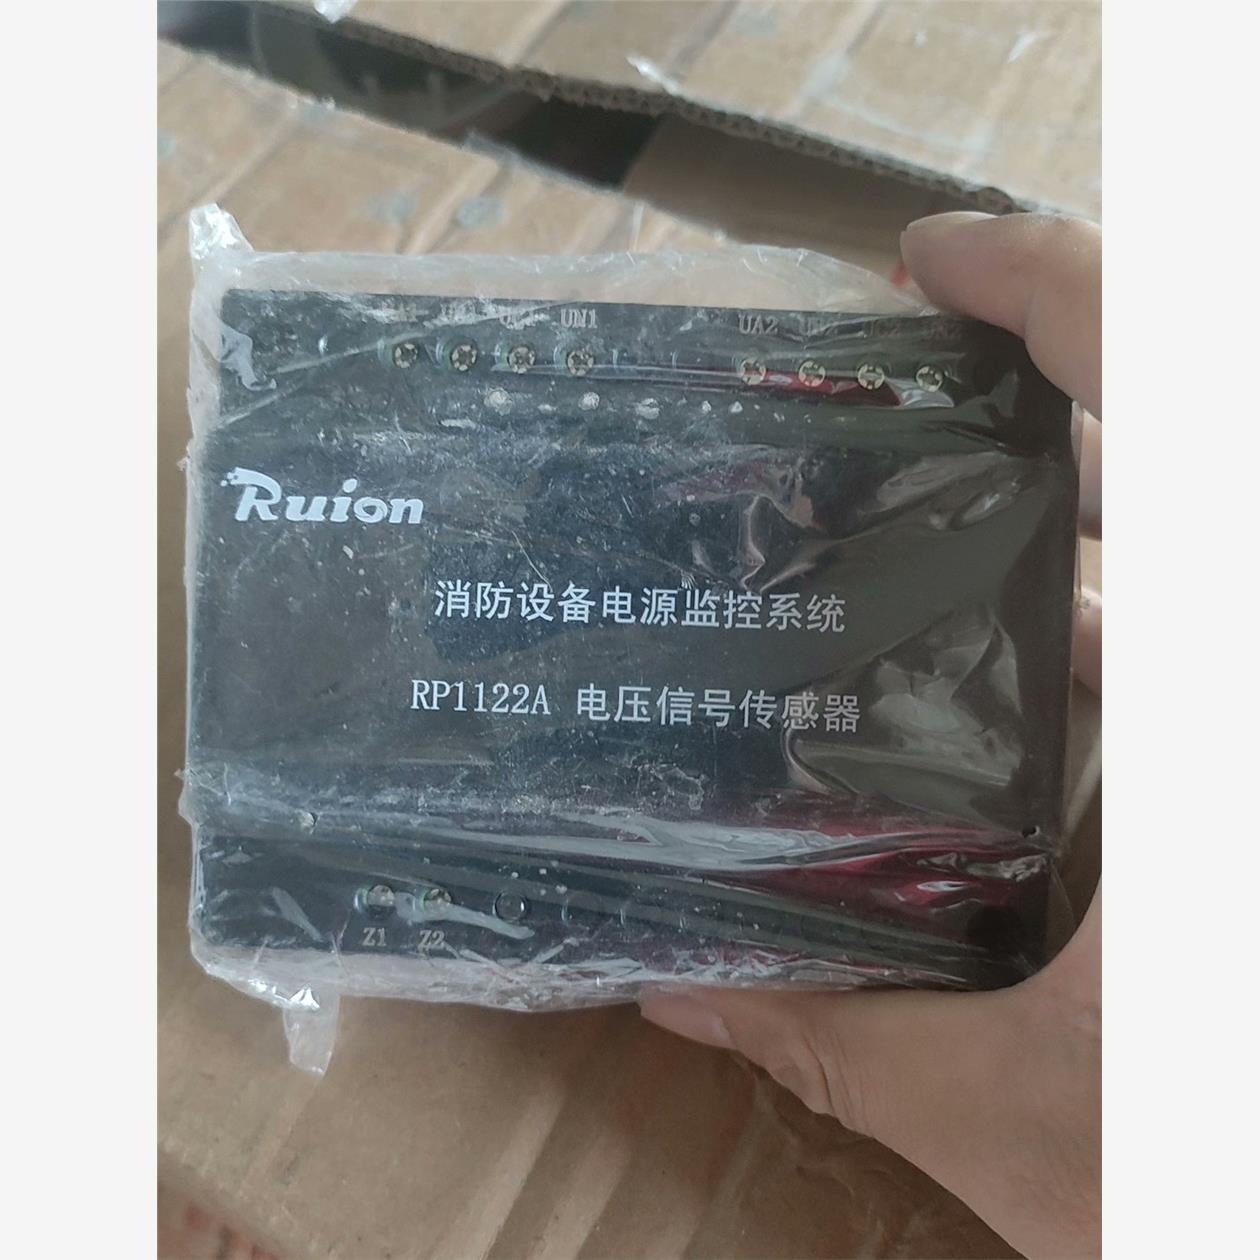 UN1 UA2 UC2
Ruion
消防设备电源监控系统
RP1122A 电压信号传感器
Z1 Z2